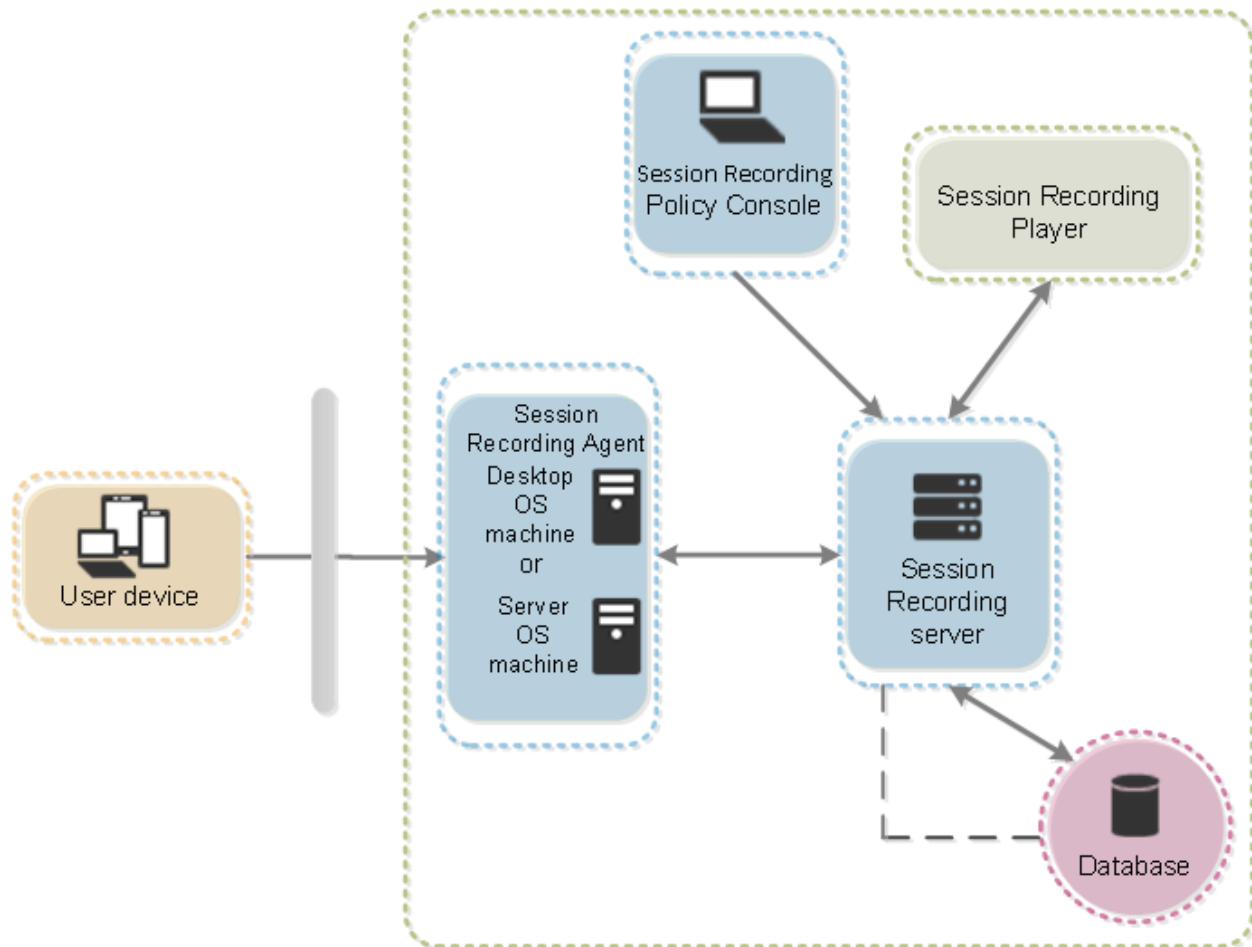 Session Recording
Policy Console
Session Recording
Player
Session
Recording Agent
Desktop
OS
machine
or
Server
OS
machine
User device
Session
Recording
server
Database